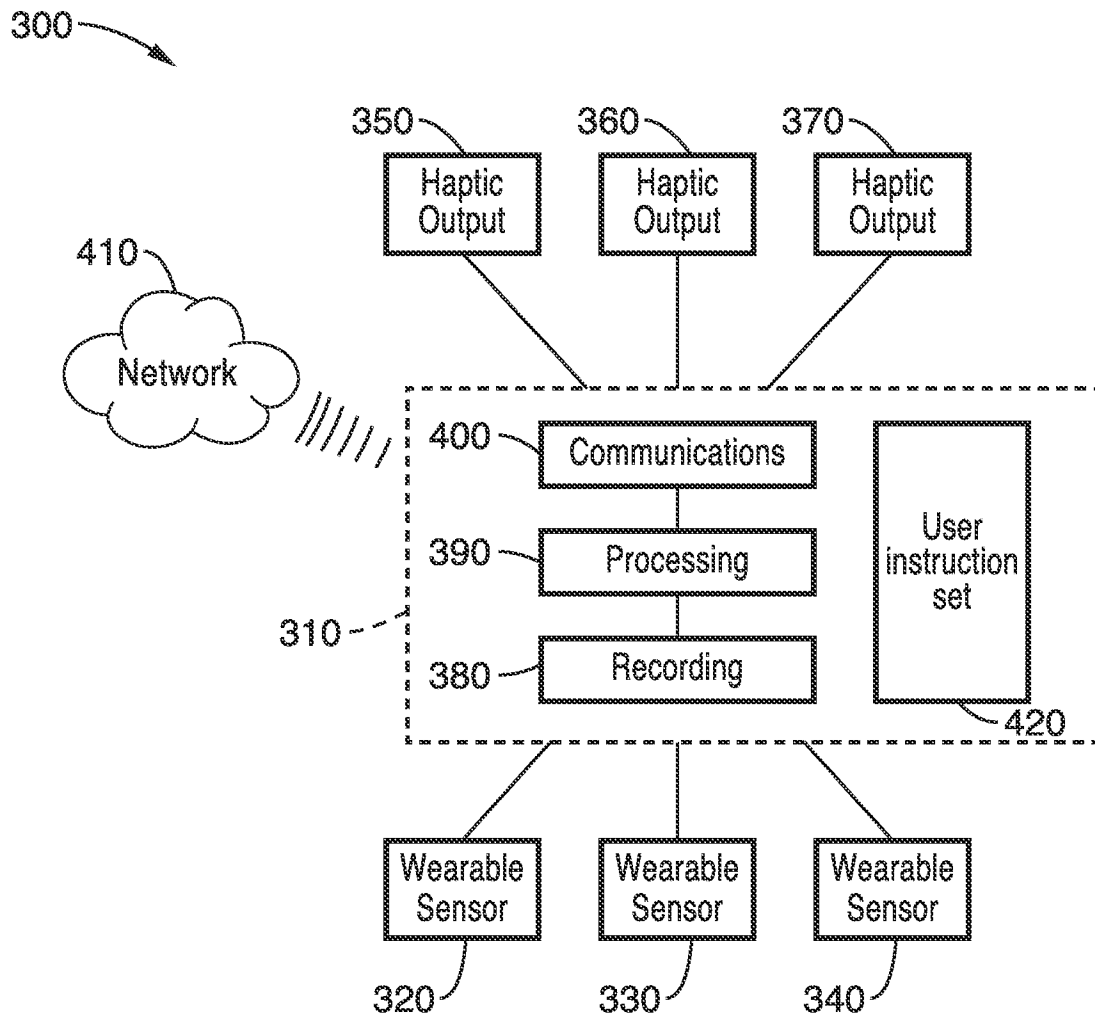 300
350
360
370
Haptic
Output
Haptic
Output
Haptic
Output
410
Network
400
Communications
User
instruction
set
390
Processing
310
380
Recording
420
Wearable
Sensor
Wearable
Sensor
Wearable
Sensor
320
330
340